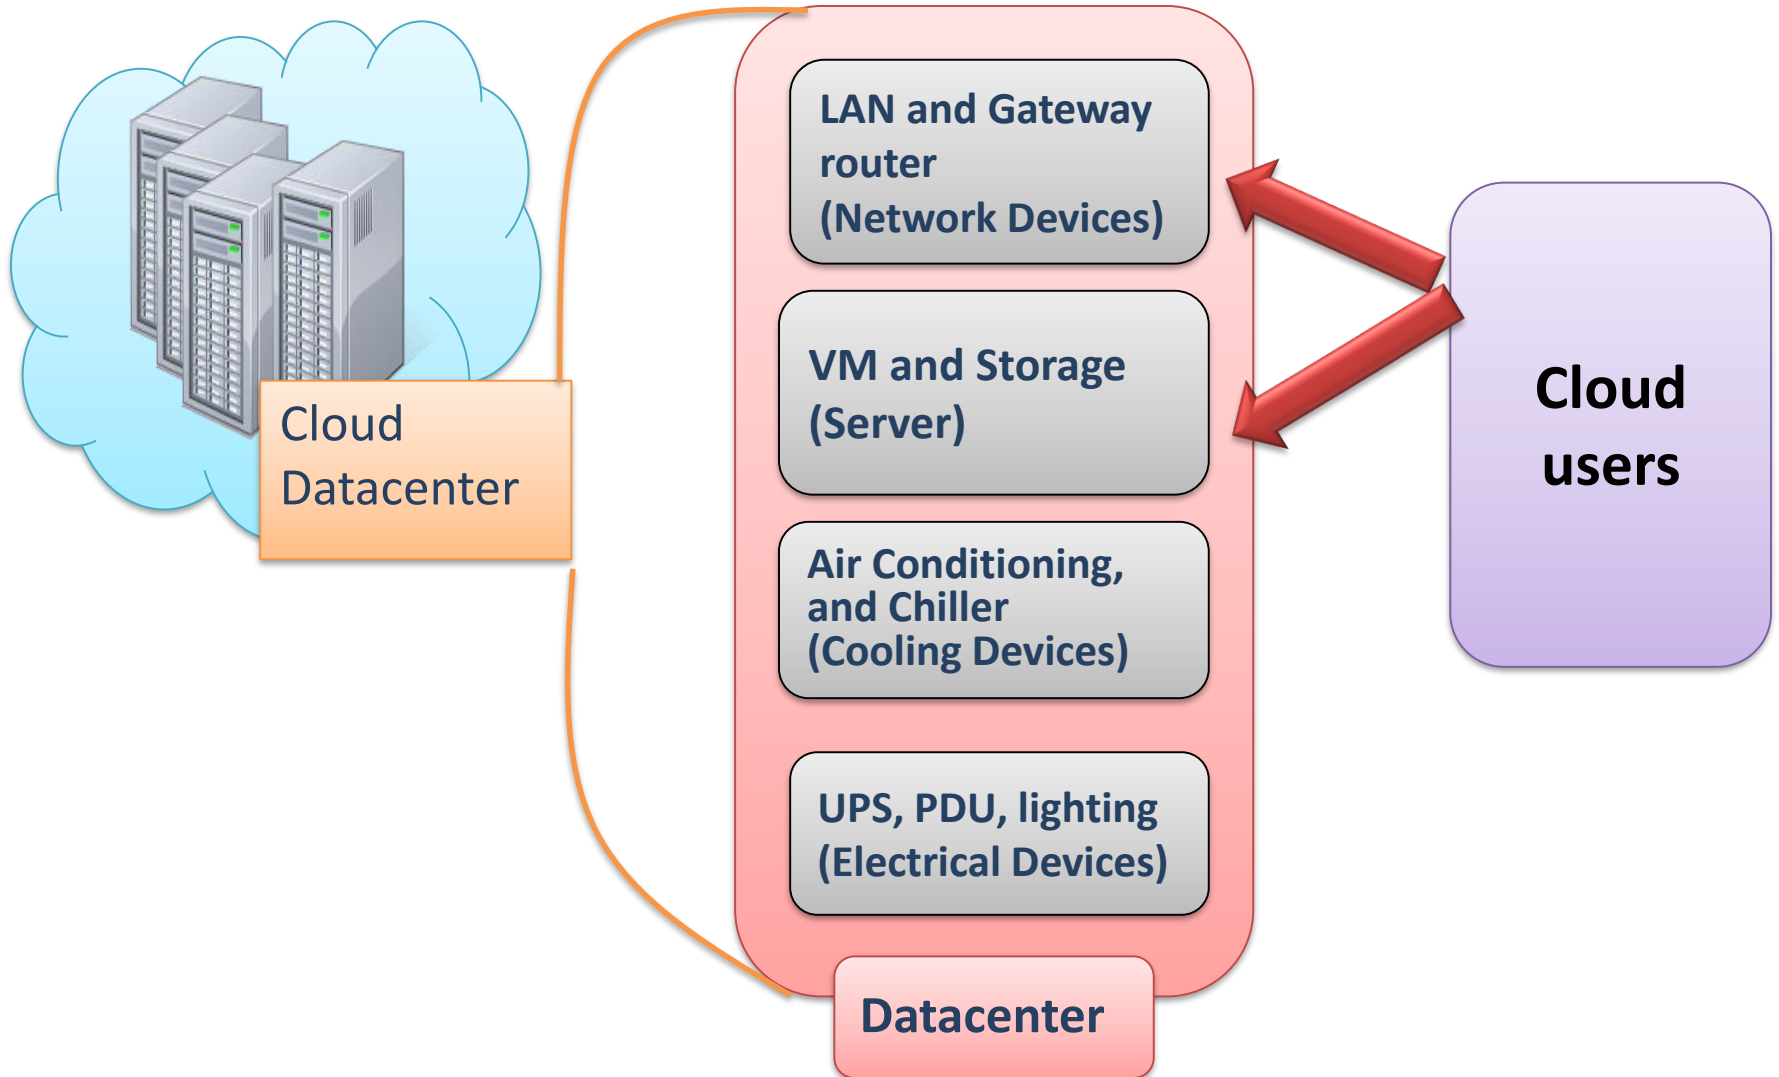 Cloud
Datacenter
LAN and Gateway
router
(Network Devices)
VM and Storage
(Server)
Air Conditioning,
and Chiller
(Cooling Devices)
UPS, PDU, lighting
(Electrical Devices)
Datacenter
Cloud
users